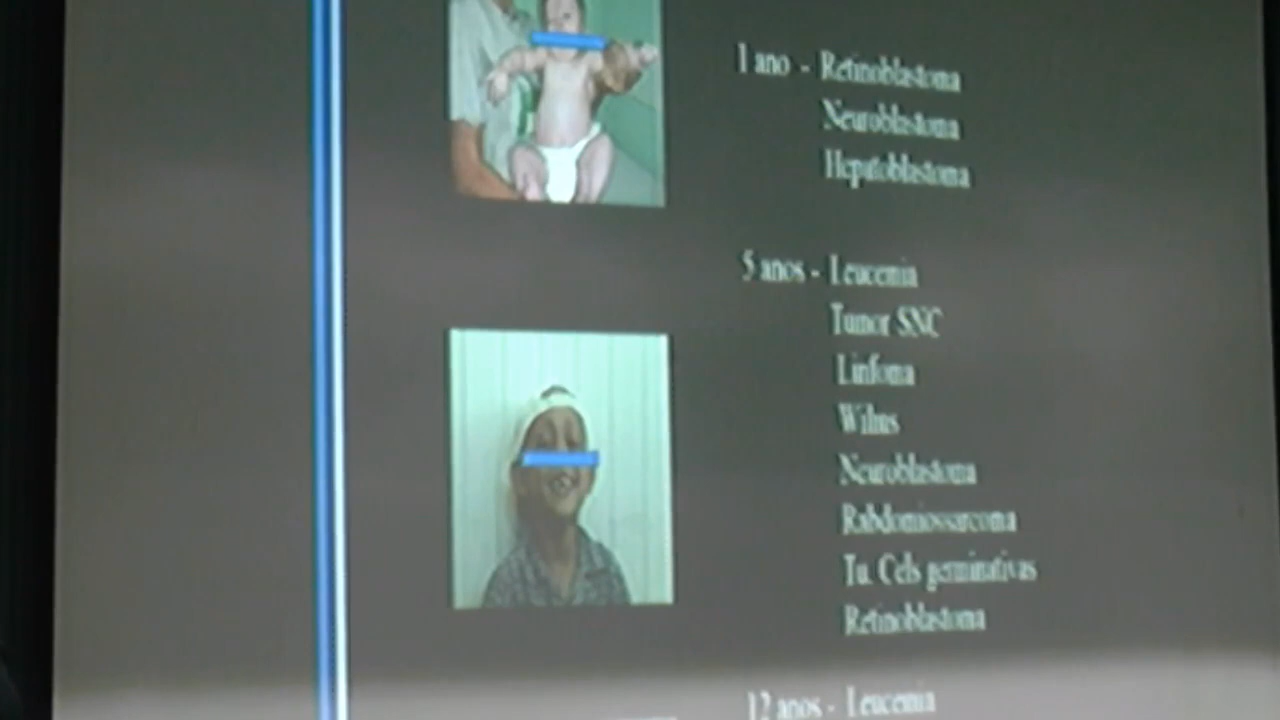 1 ano - Retinoblastoma
Neuroblastoma
Hepatoblastoma
5 anos - Leucemia
Tumor SNC
Linfoma
Wilms
Neuroblastoma
Rabdomiossarcoma
Tu. Cels germinativas
Retinoblastoma
12 anos - Leucemia